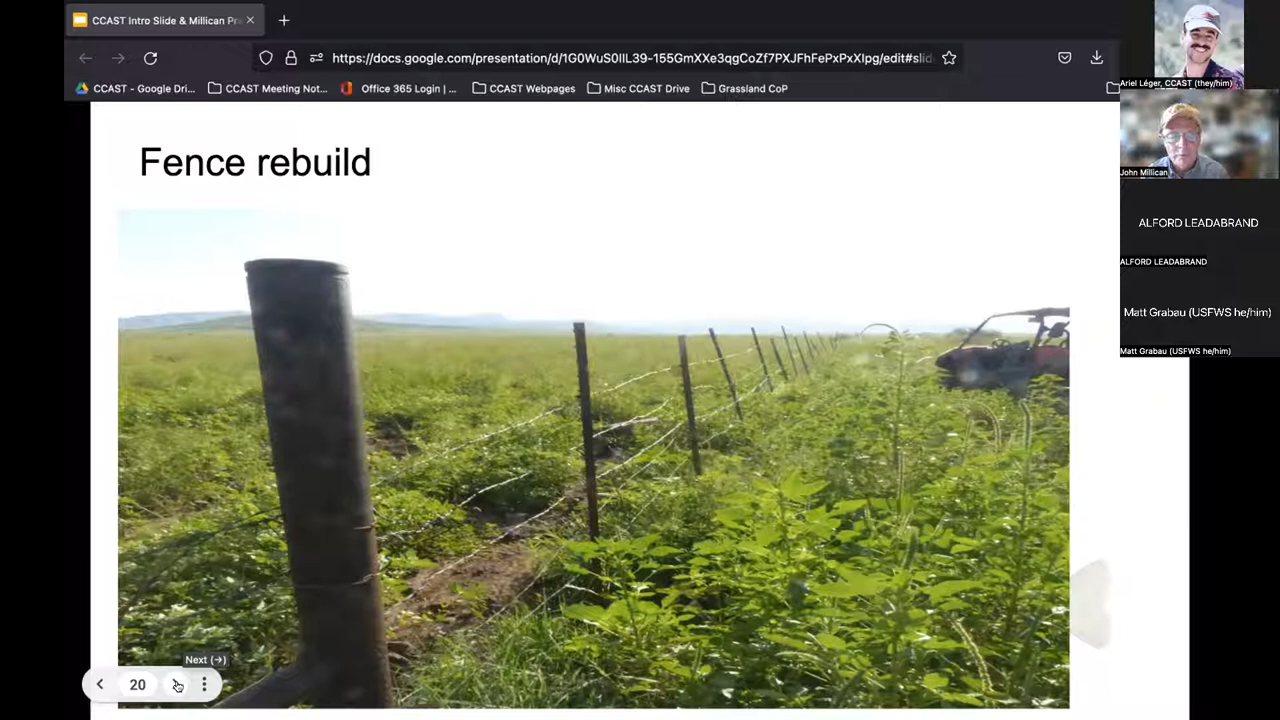 CCAST Intro Slide & Millican Pr
https://docs.google.com/presentation/d/1G0WuS0IIL39-155GmXXe3qgCoZf7PXJFhFePxPxXIpg/edit#slid
CCAST - Google Dri...
CCAST Meeting Not...
Office 365 Login | ...
CCAST Webpages
Misc CCAST Drive
Grassland CoP
Fence rebuild
Next (→)
20
Ariel Léger, CCAST (they/him)
John Millican
ALFORD LEADABRAND
ALFORD LEADABRAND
Matt Grabau (USFWS he/him)
Matt Grabau (USFWS he/him)